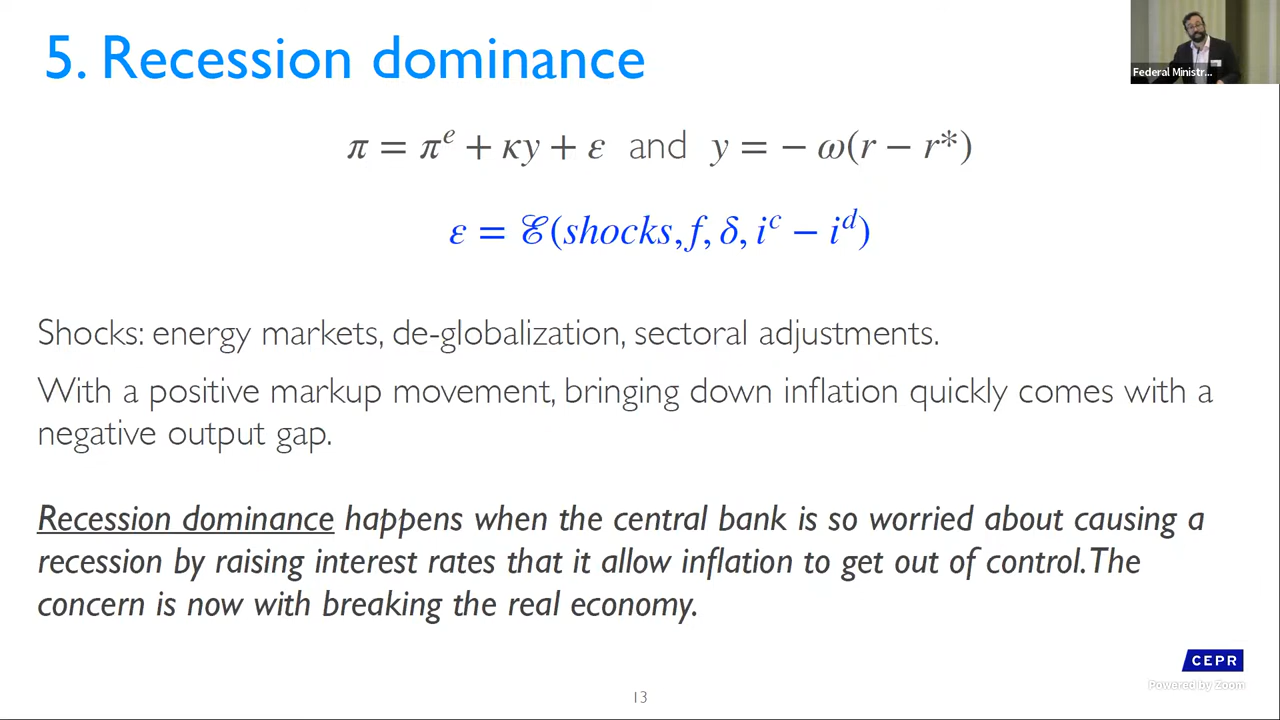 5. Recession dominance
Federal Ministr...
π = πᵉ + κy + ε and y = − ω(r − r*)
ε = ℰ(shocks, f, δ, iᶜ − iᵈ)
Shocks: energy markets, de-globalization, sectoral adjustments.
With a positive markup movement, bringing down inflation quickly comes with a
negative output gap.
Recession dominance happens when the central bank is so worried about causing a
recession by raising interest rates that it allow inflation to get out of control. The
concern is now with breaking the real economy.
CEPR
Powered by Zoom
13